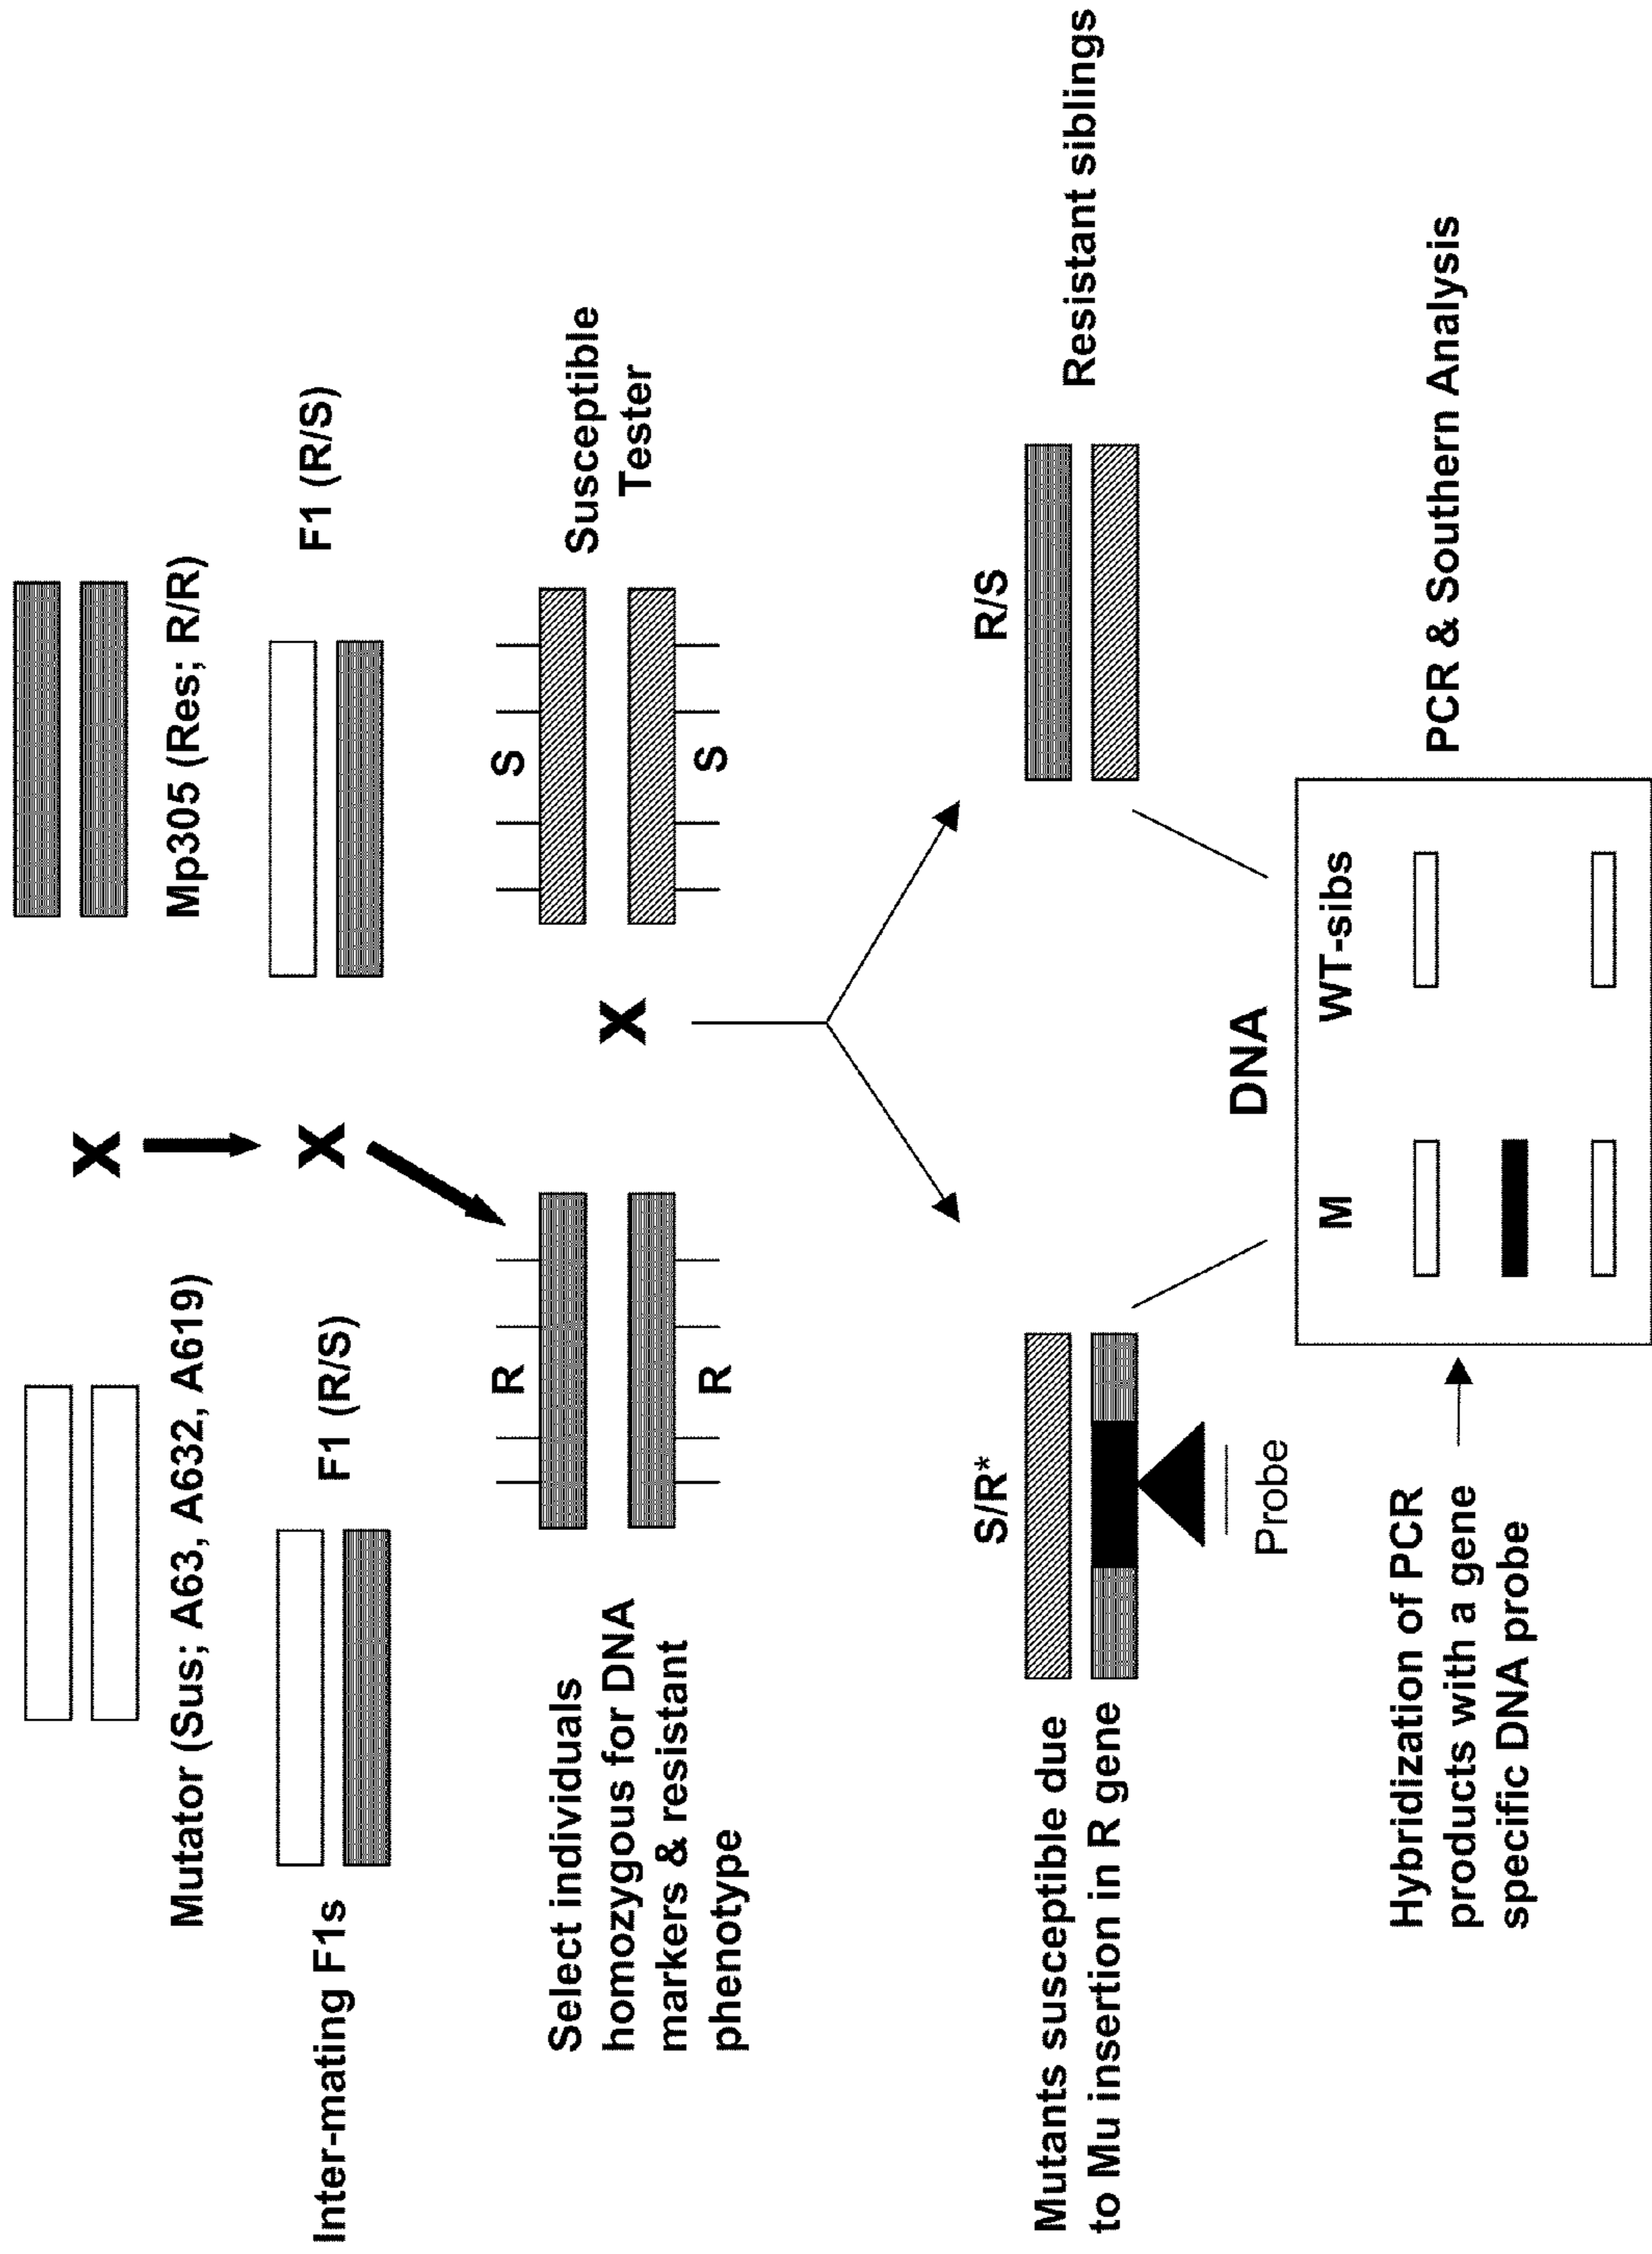 X
Mutator (Sus; A63, A632, A619)
Mp305 (Res; R/R)
Inter-mating F1s
F1 (R/S)
X
F1 (R/S)
Select individuals
homozygous for DNA
markers & resistant
phenotype
R
R
X
S
S
Susceptible
Tester
Mutants susceptible due
to Mu insertion in R gene
S/R*
Probe
R/S
Resistant siblings
DNA
Hybridization of PCR
products with a gene
specific DNA probe
M
WT-sibs
PCR & Southern Analysis